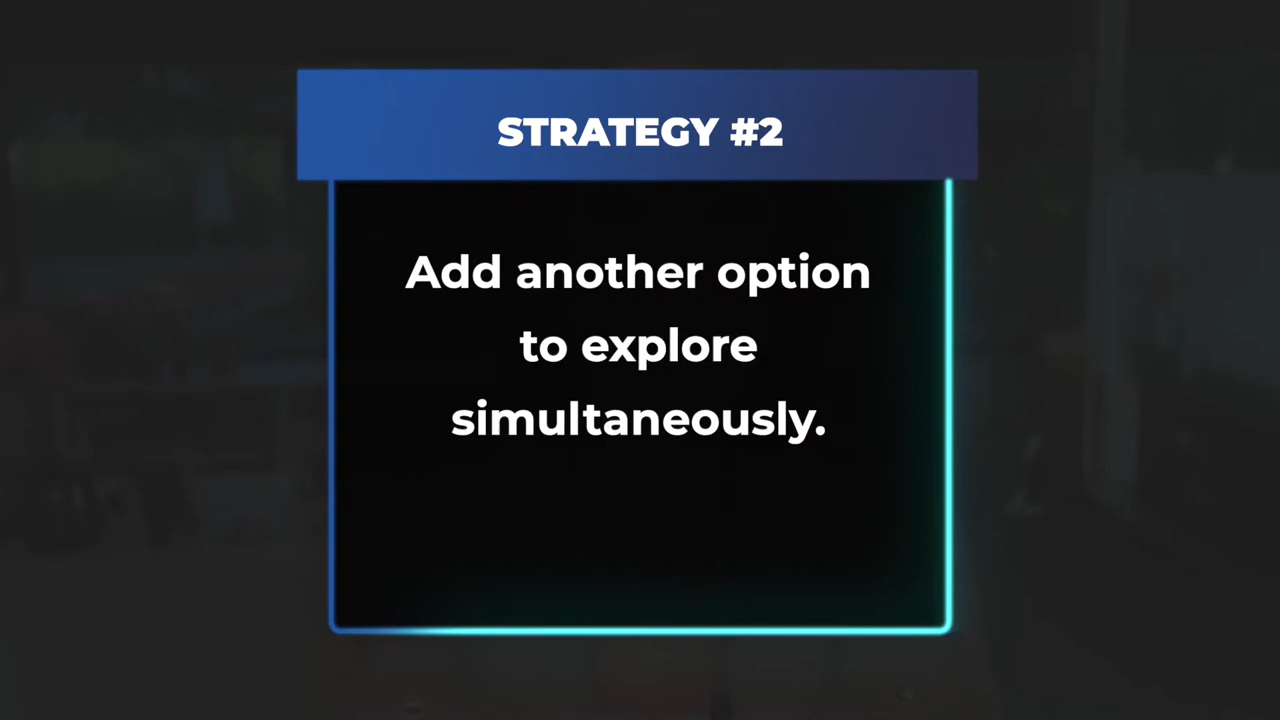 STRATEGY #2
Add another option
to explore
simultaneously.